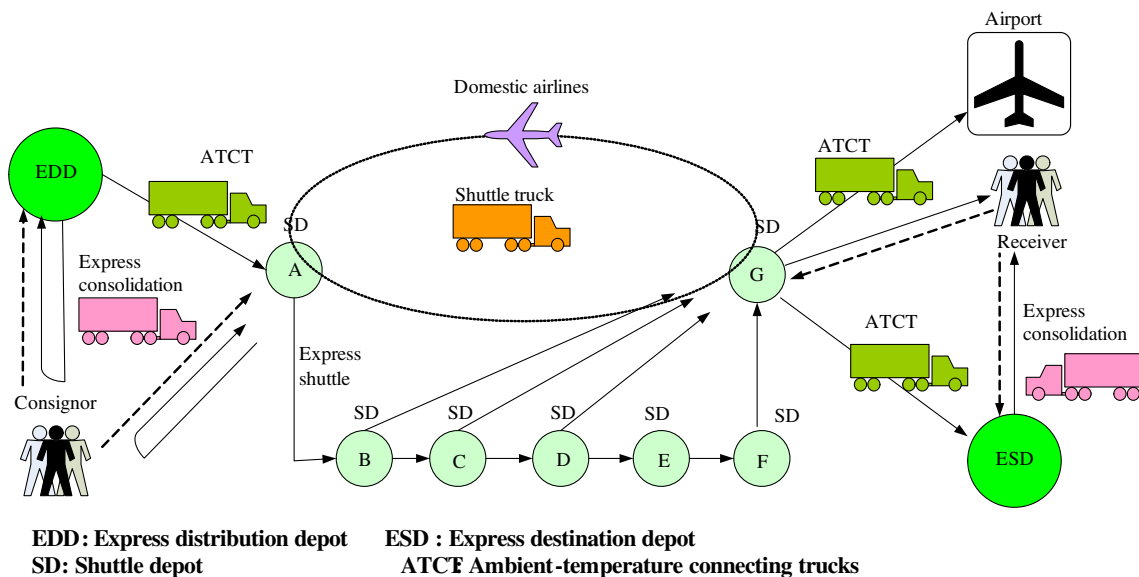 Airport
Domestic airlines
EDD
ATCT
ATCT
Shuttle truck
SD
SD
Receiver
A
G
Express
consolidation
Express
consolidation
ATCT
Express
shuttle
Consignor
SD
SD
SD
SD
SD
B
C
D
E
F
ESD
EDD: Express distribution depot ESD : Express destination depot
SD: Shuttle depot ATCT: Ambient-temperature connecting trucks